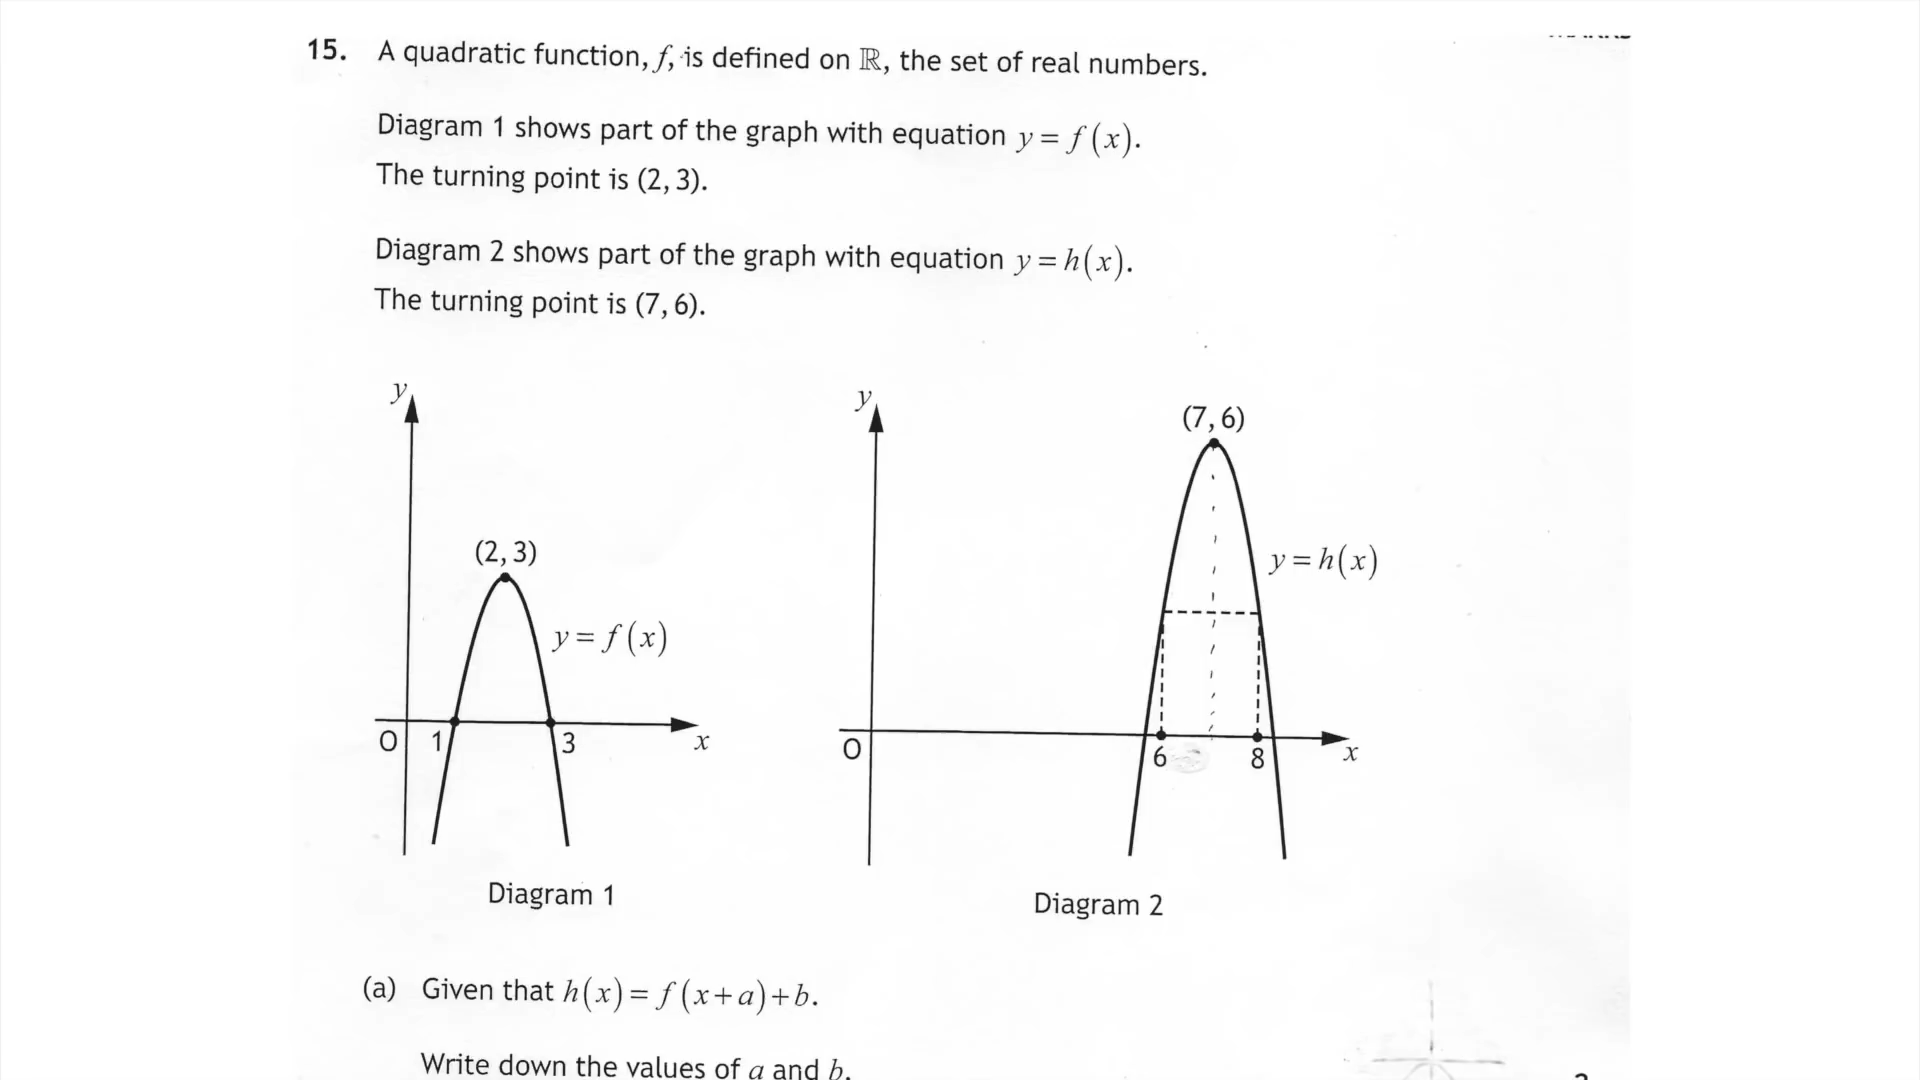 15. A quadratic function, f, is defined on ℝ, the set of real numbers.
Diagram 1 shows part of the graph with equation y = f(x).
The turning point is (2, 3).
Diagram 2 shows part of the graph with equation y = h(x).
The turning point is (7, 6).
y
(2, 3)
y = f(x)
O 1 3 x
Diagram 1
y
(7, 6)
y = h(x)
O 6 8 x
Diagram 2
(a) Given that h(x) = f(x+a)+b.
Write down the values of a and b.